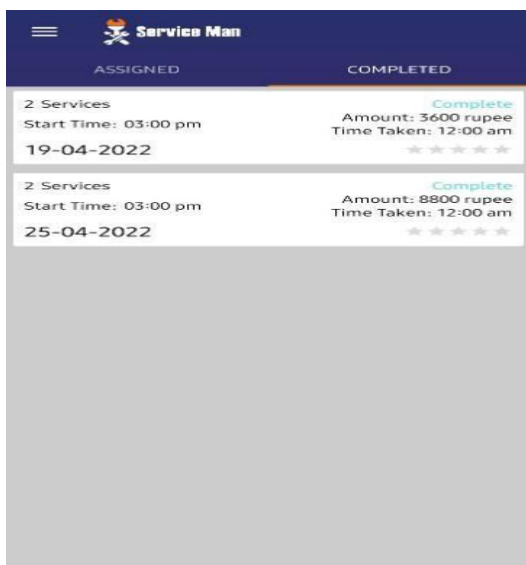 Service Man
ASSIGNED COMPLETED
2 Services Complete
Start Time: 03:00 pm Amount: 3600 rupee
Time Taken: 12:00 am
19-04-2022
2 Services Complete
Start Time: 03:00 pm Amount: 8800 rupee
Time Taken: 12:00 am
25-04-2022